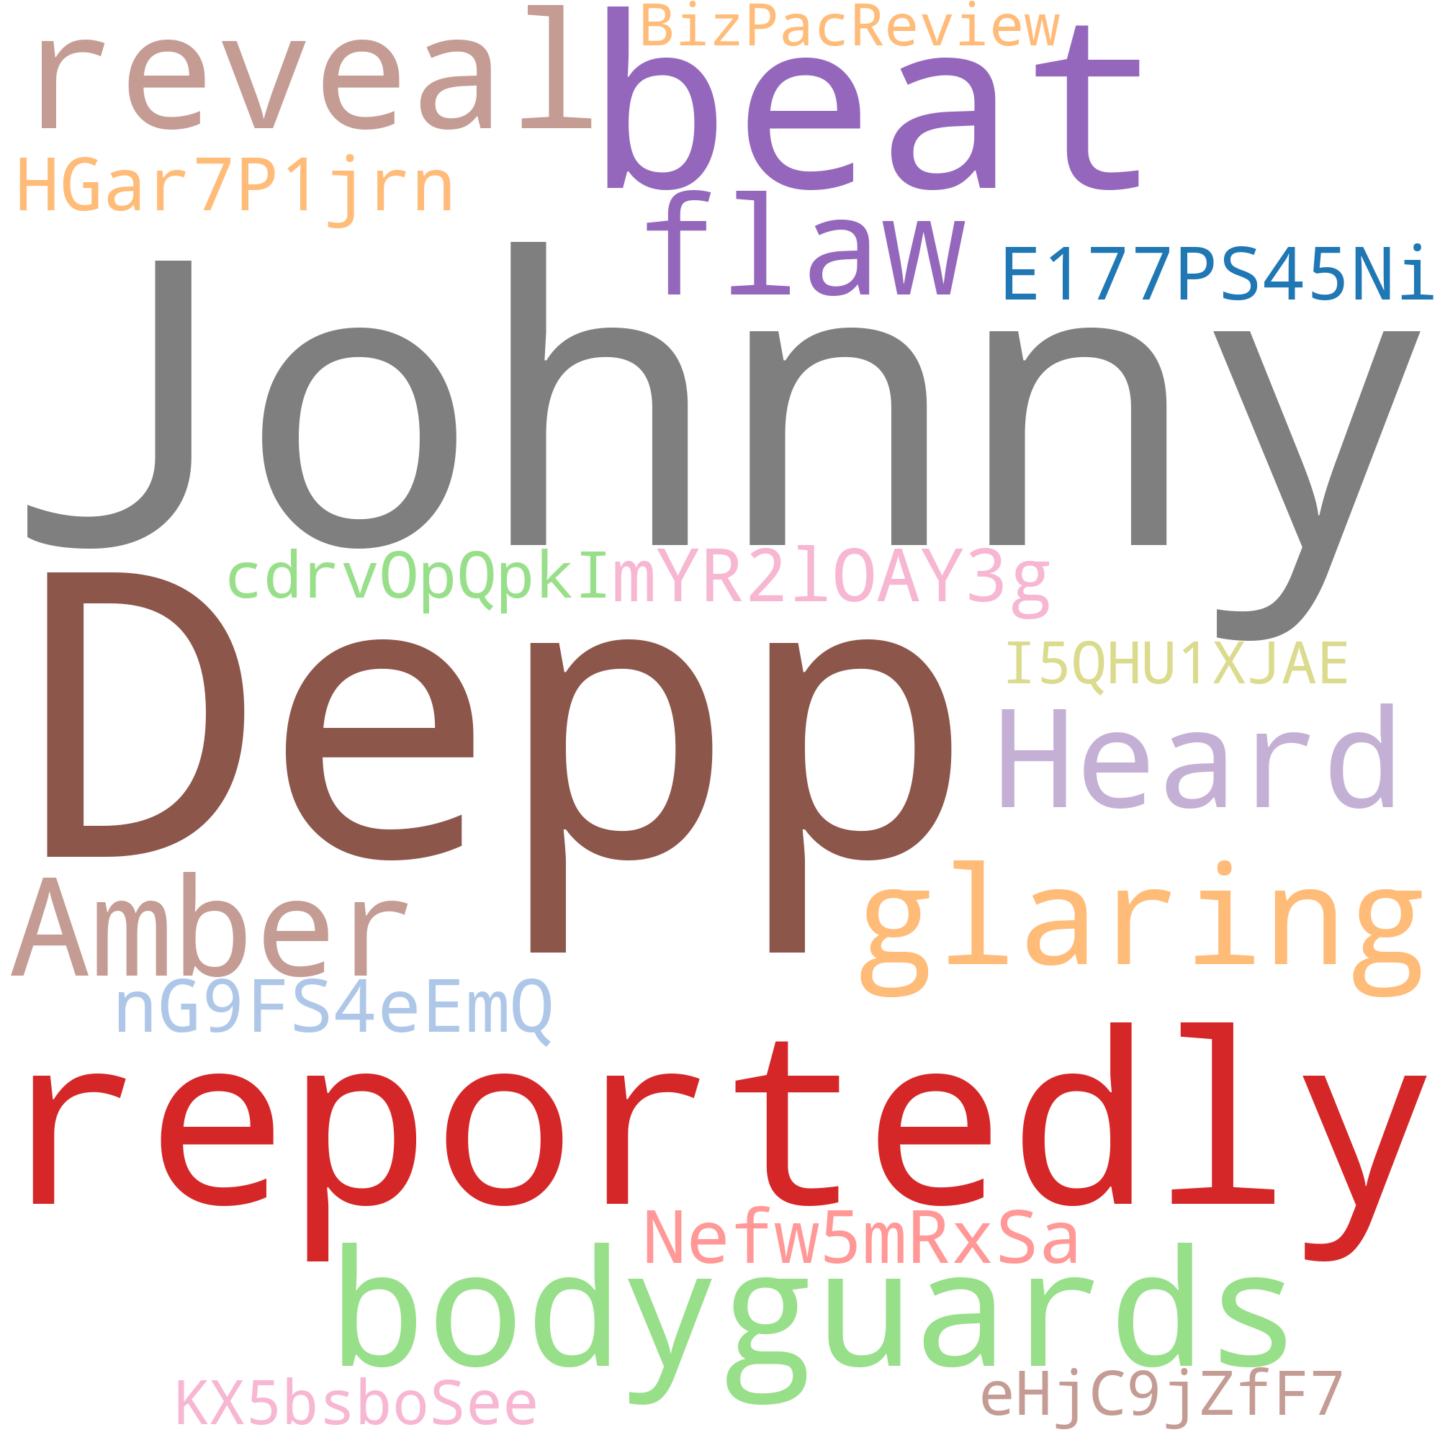 reveal beat BizPacReview
HGar7P1jrn flaw E177PS45Ni
Johnny
cdrvOpQpkI mYR2lOAY3g
Depp I5QHU1XJAE
Heard
Amber glaring
nG9FS4eEmQ
reportedly
Nefw5mRxSa
bodyguards
KX5bsboSee eHjC9jZfF7